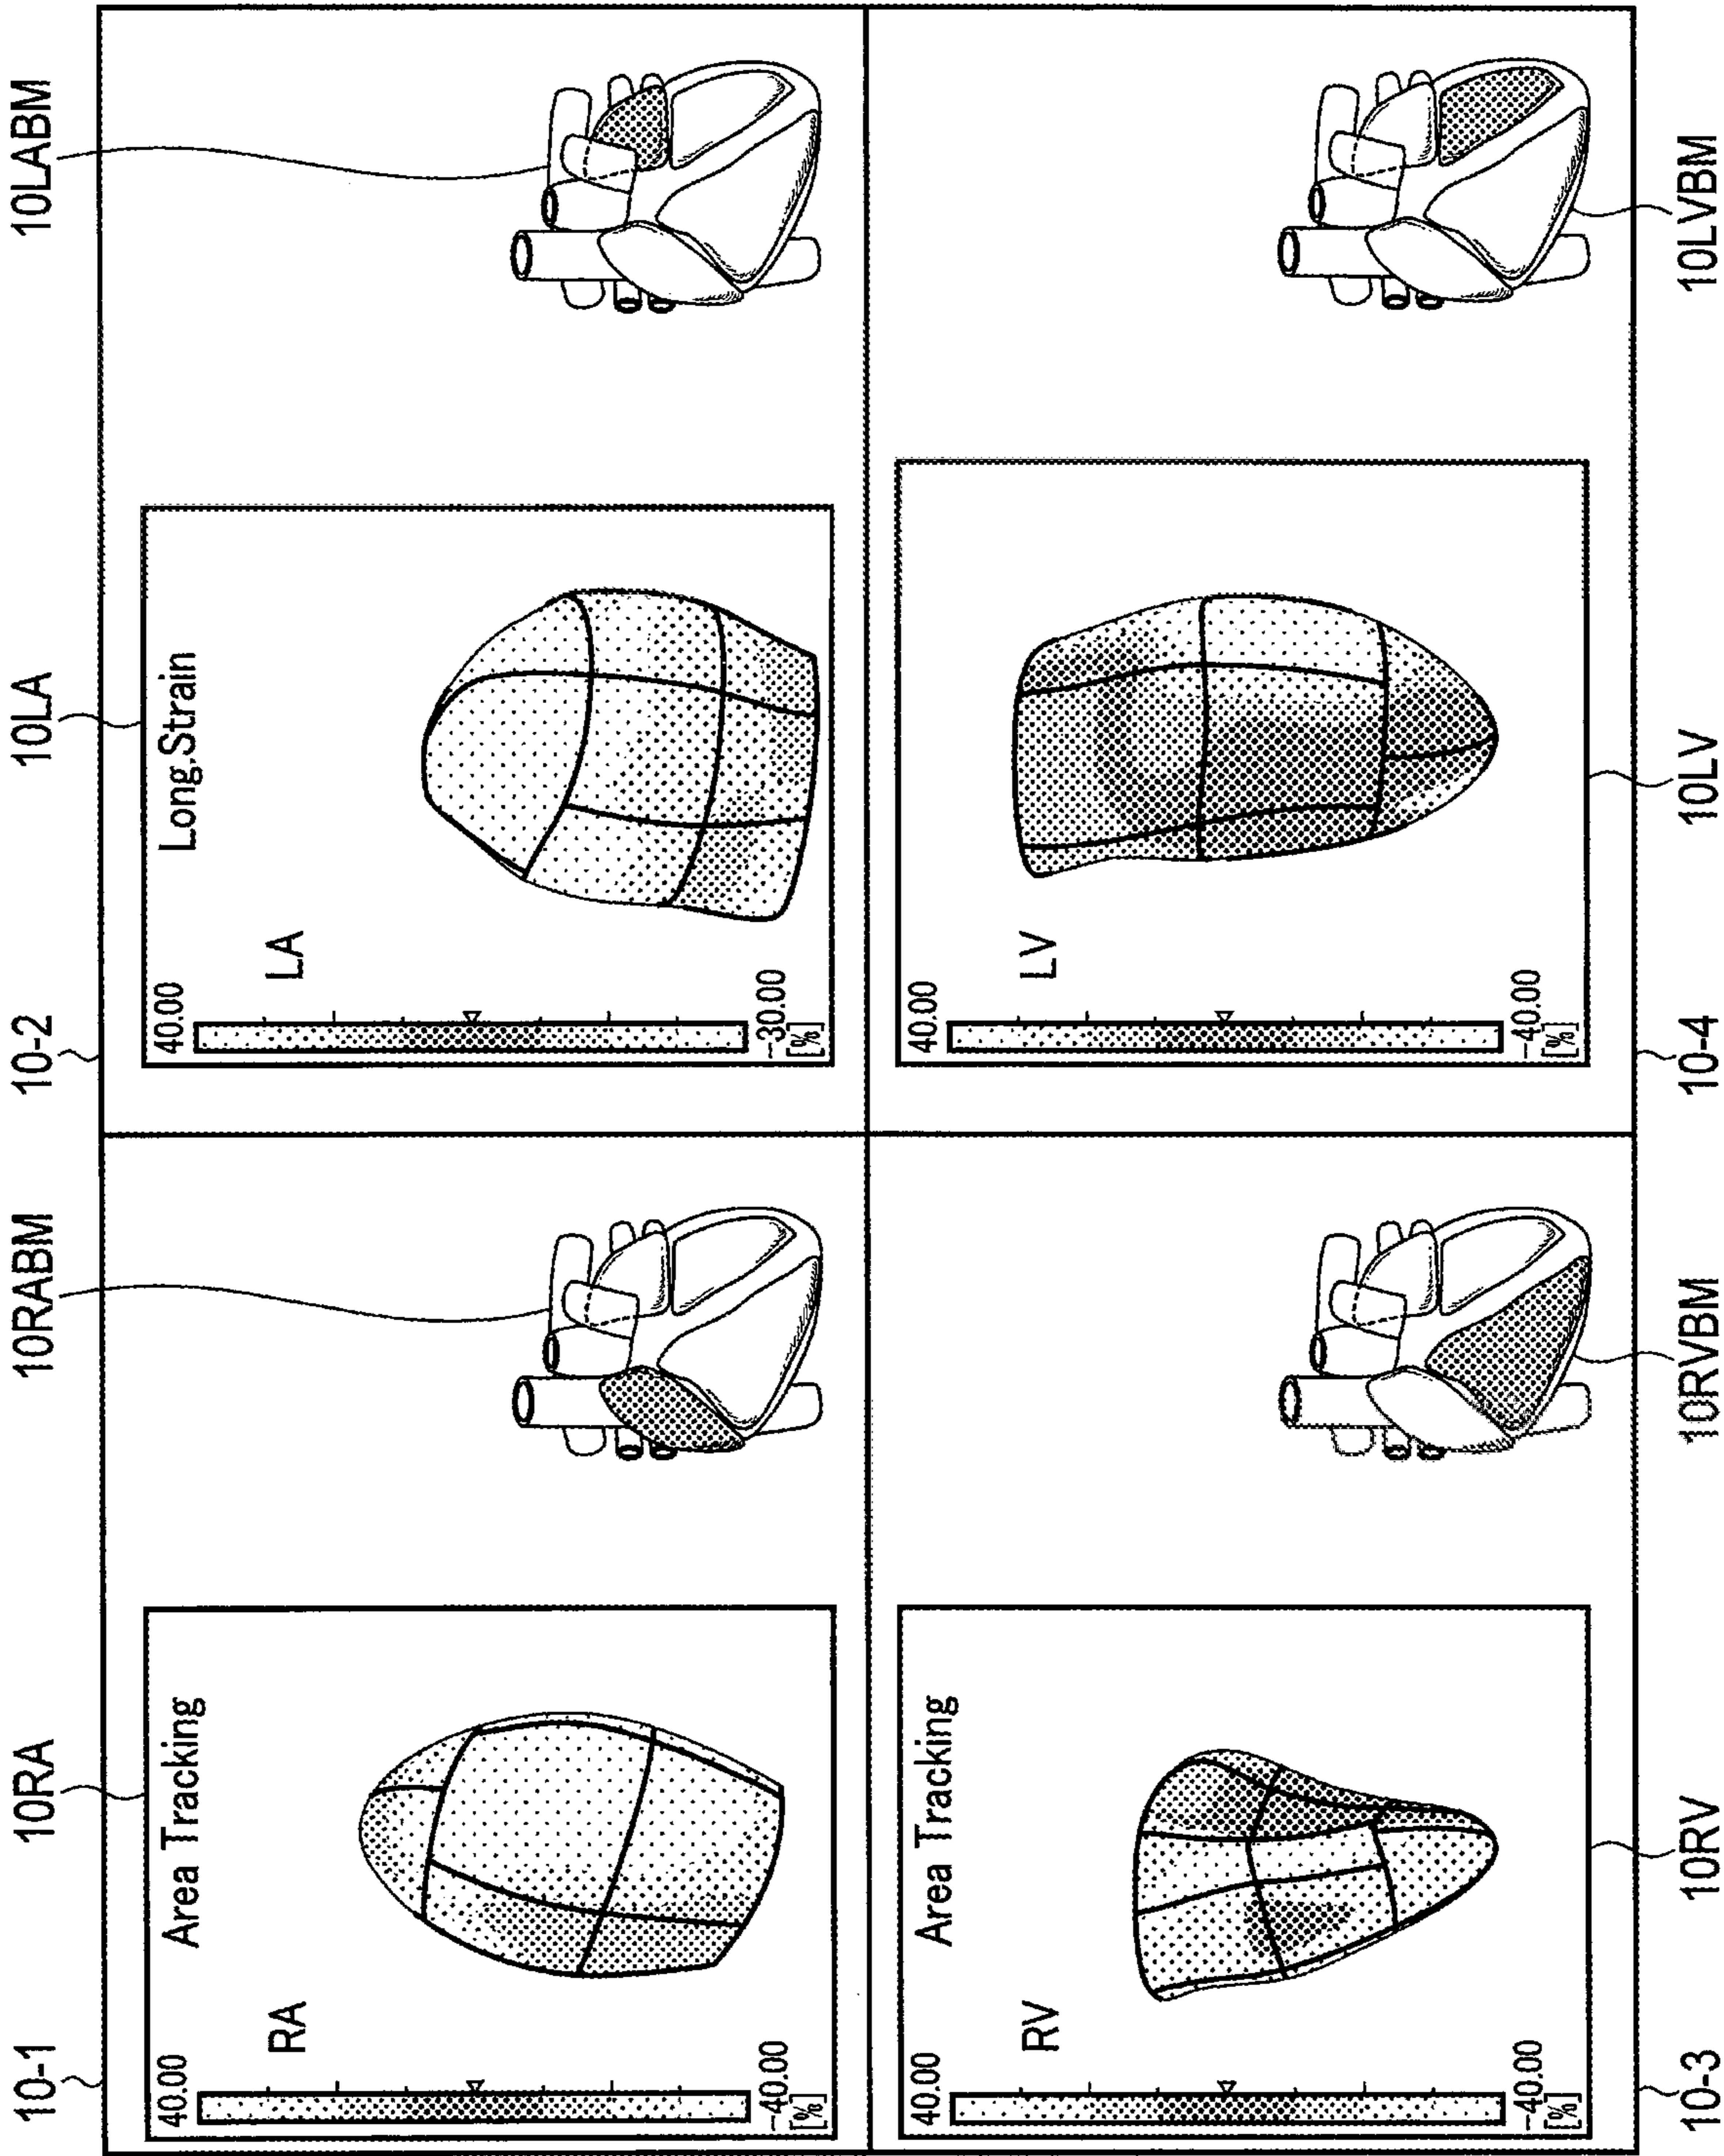 10-1
10RA
10RABM
10-2
10LA
10LABM
40.00
Area Tracking
RA
-40.00
[%]
40.00
Long.Strain
LA
-30.00
[%]
40.00
Area Tracking
RV
-40.00
[%]
40.00
LV
-40.00
[%]
10-3
10RV
10RVBM
10-4
10LV
10LVBM